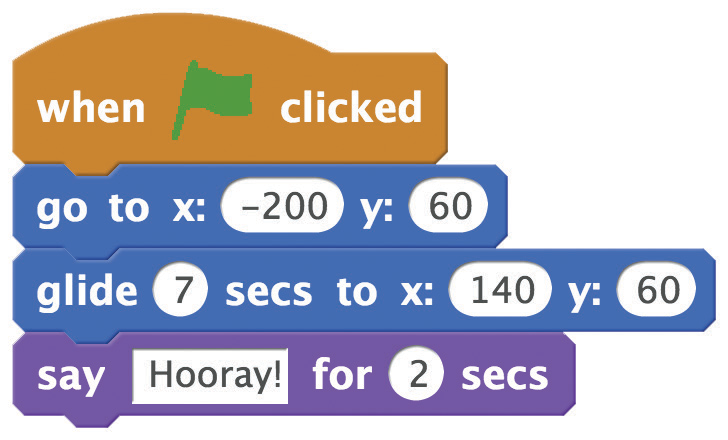 when clicked
go to x: -200 y: 60
glide 7 secs to x: 140 y: 60
say Hooray! for 2 secs